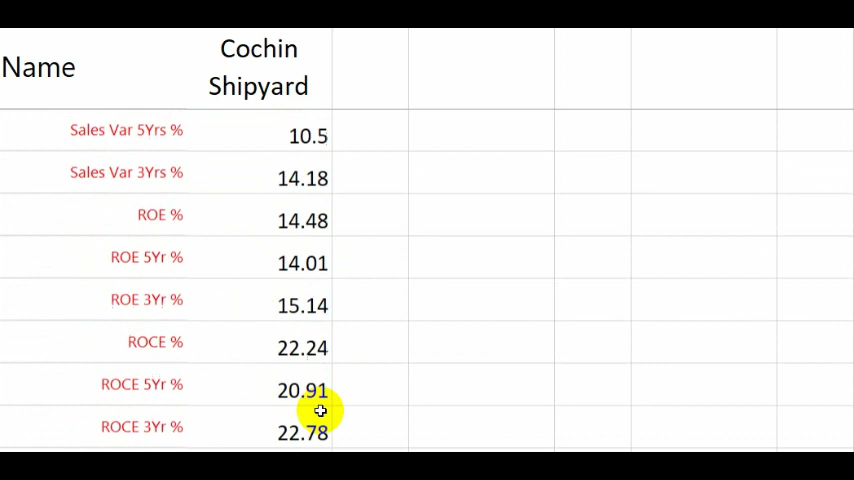 Name Cochin
Shipyard
Sales Var 5Yrs % 10.5
Sales Var 3Yrs % 14.18
ROE % 14.48
ROE 5Yr % 14.01
ROE 3Yr % 15.14
ROCE % 22.24
ROCE 5Yr % 20.91
ROCE 3Yr % 22.78